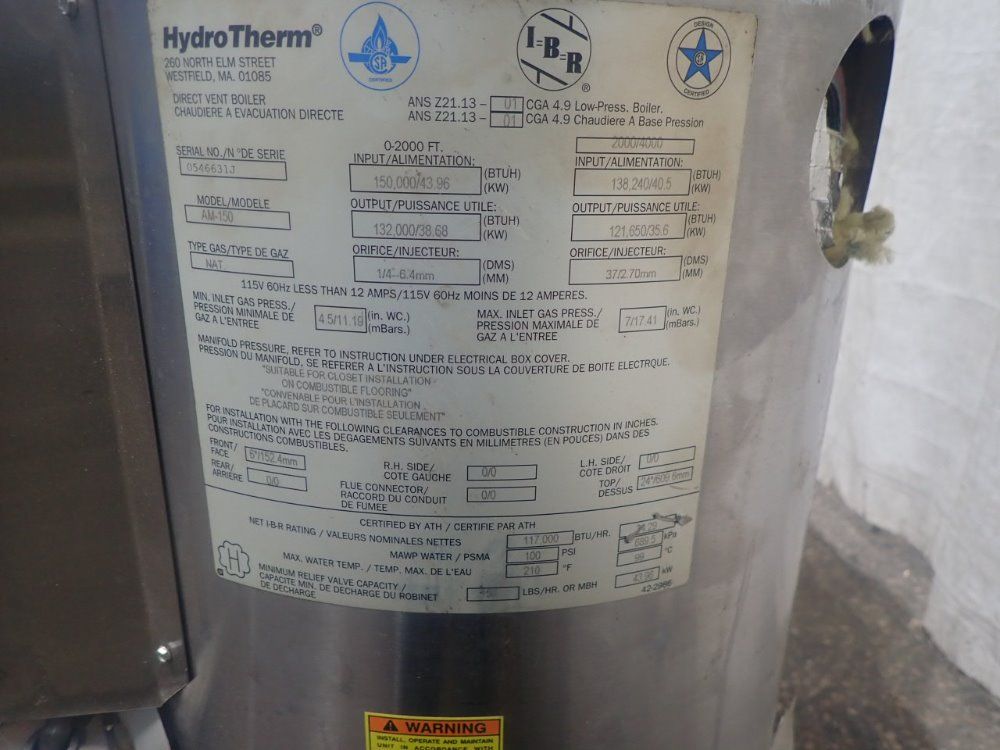 HydroTherm®
260 NORTH ELM STREET
WESTFIELD, MA. 01085
CERTIFIED
I=B=R
®
DESIGN
CERTIFIED
DIRECT VENT BOILER
CHAUDIERE A EVACUATION DIRECTE
ANS Z21.13 - 01 CGA 4.9 Low-Press. Boiler.
ANS Z21.13 - 01 CGA 4.9 Chaudiere A Base Pression
SERIAL NO./N °DE SERIE
0546631J
0-2000 FT.
INPUT/ALIMENTATION:
150,000/43.96 (BTUH) (KW)
2000/4000
INPUT/ALIMENTATION:
138,240/40.5 (BTUH) (KW)
MODEL/MODELE
AM-150
OUTPUT/PUISSANCE UTILE:
132,000/38.68 (BTUH) (KW)
OUTPUT/PUISSANCE UTILE:
121,650/35.6 (BTUH) (KW)
TYPE GAS/TYPE DE GAZ
NAT
ORIFICE/INJECTEUR:
1/4"-6.4mm (DMS) (MM)
ORIFICE/INJECTEUR:
37/2.70mm (DMS) (MM)
115V 60Hz LESS THAN 12 AMPS/115V 60Hz MOINS DE 12 AMPERES.
MIN. INLET GAS PRESS./
PRESSION MINIMALE DE
GAZ A L'ENTREE
4.5/11.19 (in. WC.) (mBars.)
MAX. INLET GAS PRESS./
PRESSION MAXIMALE DE
GAZ A L'ENTREE
7/17.41 (in. WC.) (mBars.)
MANIFOLD PRESSURE, REFER TO INSTRUCTION UNDER ELECTRICAL BOX COVER.
PRESSION DU MANIFOLD, SE REFERER A L'INSTRUCTION SOUS LA COUVERTURE DE BOITE ELECTRQUE.
"SUITABLE FOR CLOSET INSTALLATION
ON COMBUSTIBLE FLOORING"
"CONVENABLE POUR L'INSTALLATION
DE PLACARD SUR COMBUSTIBLE SEULEMENT"
FOR INSTALLATION WITH THE FOLLOWING CLEARANCES TO COMBUSTIBLE CONSTRUCTION IN INCHES.
POUR INSTALLATION AVEC LES DEGAGEMENTS SUIVANTS EN MILLIMETRES (EN POUCES) DANS DES
CONSTRUCTIONS COMBUSTIBLES.
FRONT/
FACE
6"/152.4mm
R.H. SIDE/
COTE GAUCHE
0/0
L.H. SIDE/
COTE DROIT
0/0
REAR/
ARRIÈRE
0/0
FLUE CONNECTOR/
RACCORD DU CONDUIT
DE FUMEE
0/0
TOP/
DESSUS
24"/609.6mm
CERTIFIED BY ATH / CERTIFIE PAR ATH
NET I-B-R RATING / VALEURS NOMINALES NETTES 117,000 BTU/HR.
MAWP WATER / PSMA 100 PSI 689.5 kPa
MAX. WATER TEMP. / TEMP. MAX. DE L'EAU 210 °F 99 °C
MINIMUM RELIEF VALVE CAPACITY /
CAPACITE MIN. DE DECHARGE DU ROBINET
DE DECHARGE
LBS/HR. OR MBH 43.96 kW
42-2986
H
WARNING
INSTALL, OPERATE AND MAINTAIN
UNIT IN ACCORDANCE WITH